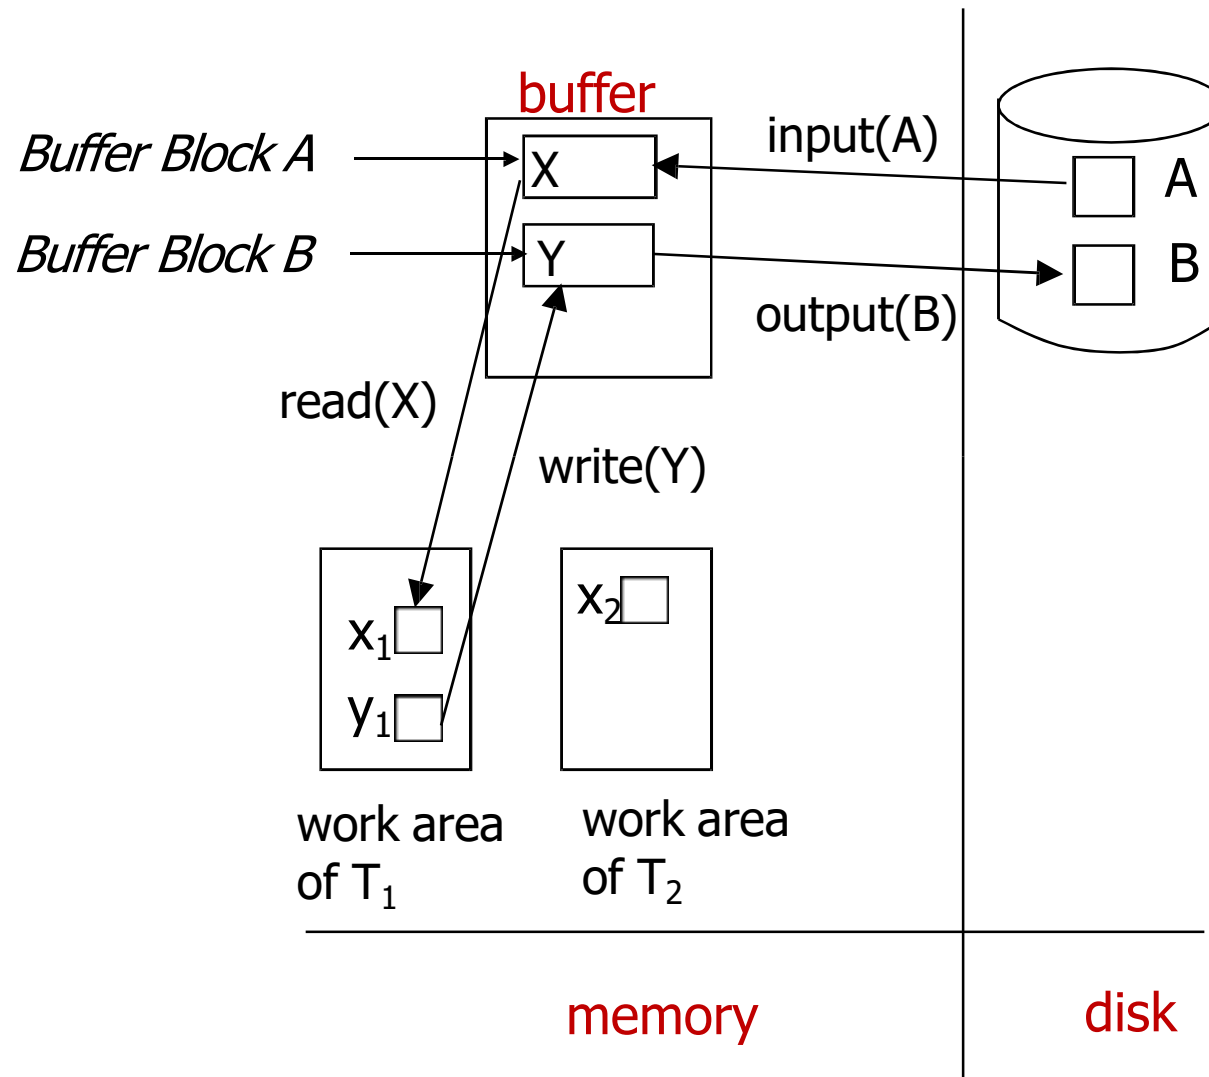 buffer
Buffer Block A
X
input(A)
A
Buffer Block B
Y
B
output(B)
read(X)
write(Y)
x₁
x₂
y₁
work area
of T₁
work area
of T₂
memory
disk